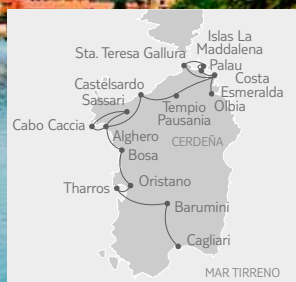 Islas La
Maddalena
Sta. Teresa Gallura
Palau
Castelsardo
Costa
Esmeralda
Sassari
Tempio
Pausania
Olbia
Cabo Caccia
Alghero
CERDEÑA
Bosa
Tharros
Oristano
Barumini
Cagliari
MAR TIRRENO